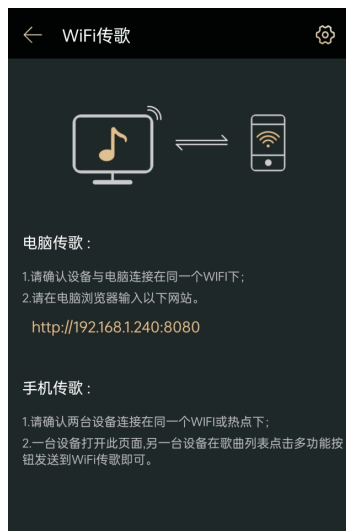 WiFi传歌
电脑传歌：
1.请确认设备与电脑连接在同一个WIFI下；
2.请在电脑浏览器输入以下网站。
http://192.168.1.240:8080
手机传歌：
1.请确认两台设备连接在同一个WIFI或热点下；
2.一台设备打开此页面,另一台设备在歌曲列表点击多功能按
钮发送到WiFi传歌即可。